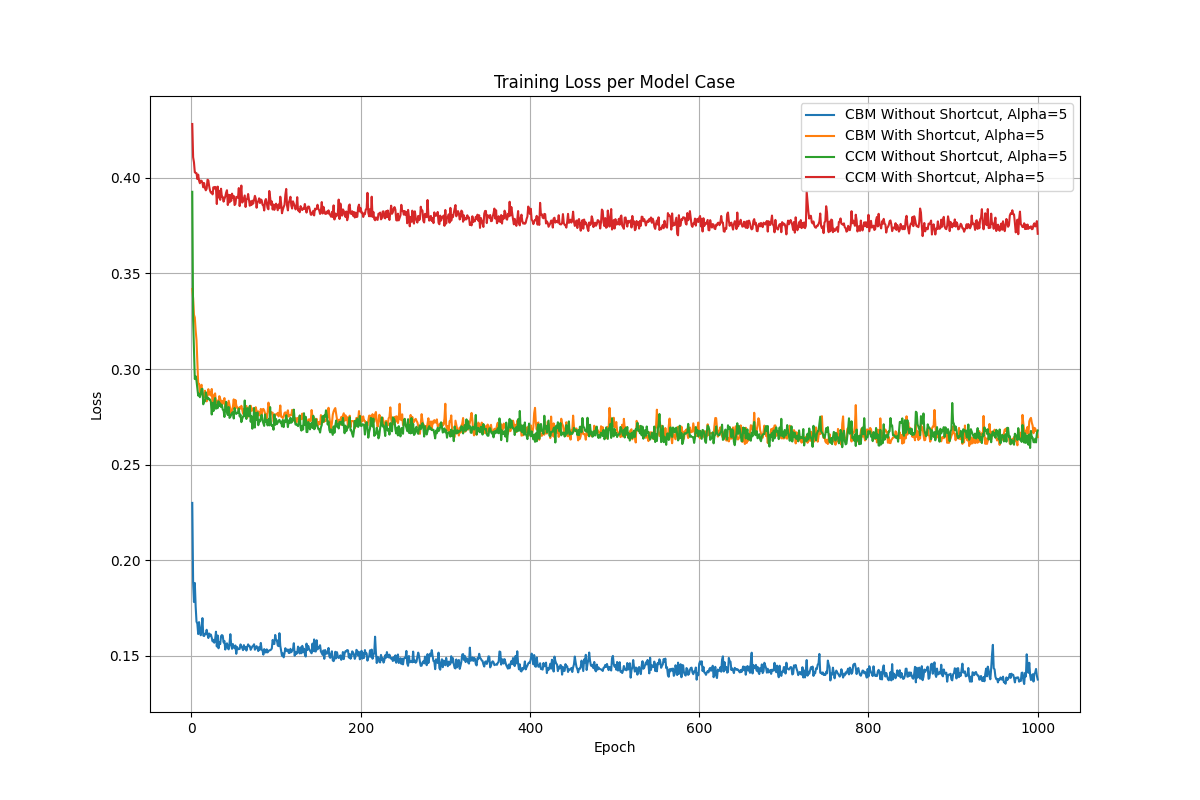 Training Loss per Model Case
CBM Without Shortcut, Alpha=5
CBM With Shortcut, Alpha=5
CCM Without Shortcut, Alpha=5
CCM With Shortcut, Alpha=5
Loss
0.40
0.35
0.30
0.25
0.20
0.15
0 200 400 600 800 1000
Epoch